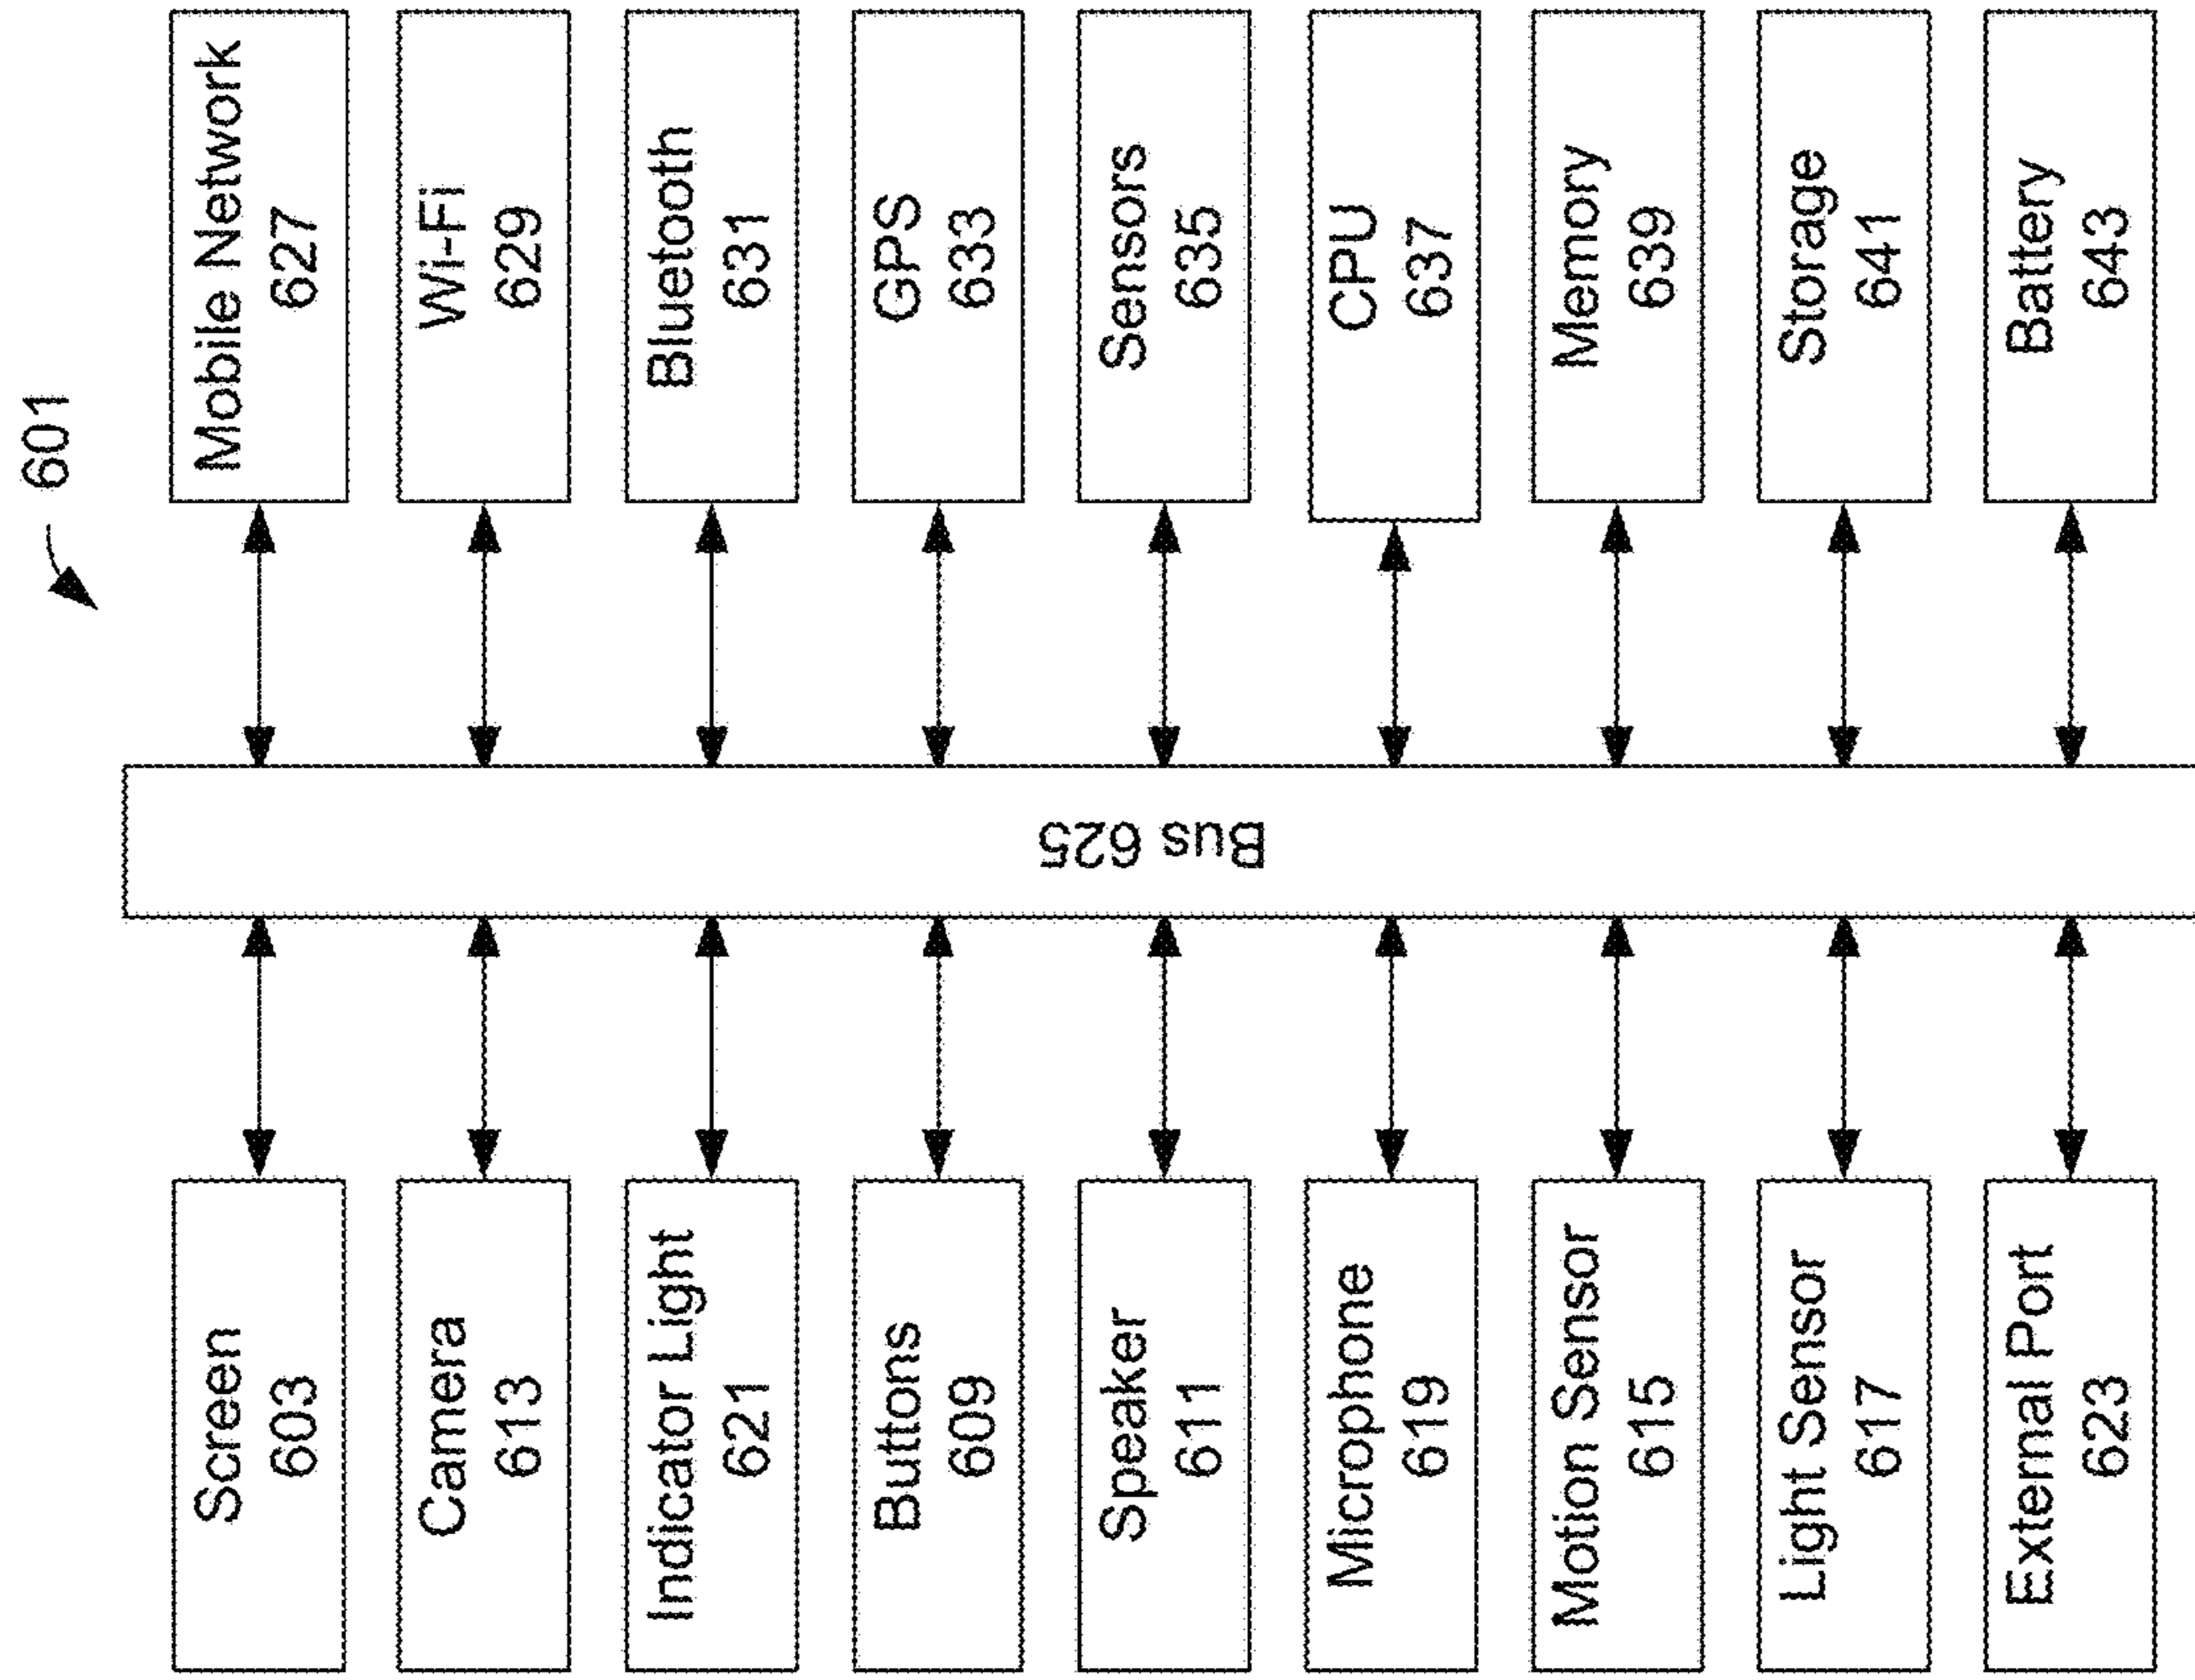 601
Screen
603
Camera
613
Indicator Light
621
Buttons
609
Speaker
611
Microphone
619
Motion Sensor
615
Light Sensor
617
External Port
623
Bus 625
Mobile Network
627
Wi-Fi
629
Bluetooth
631
GPS
633
Sensors
635
CPU
637
Memory
639
Storage
641
Battery
643